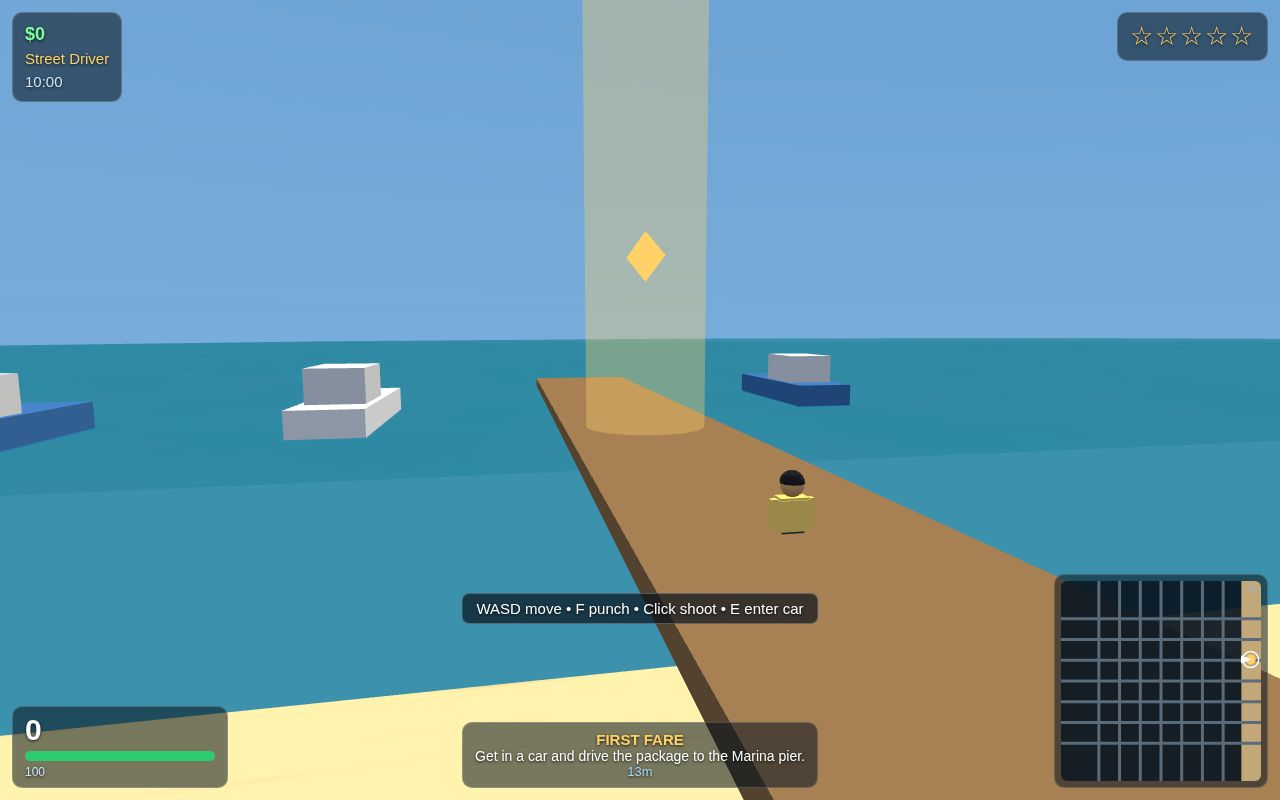 $0
Street Driver
10:00
☆☆☆☆☆
WASD move • F punch • Click shoot • E enter car
0
100
FIRST FARE
Get in a car and drive the package to the Marina pier.
13m